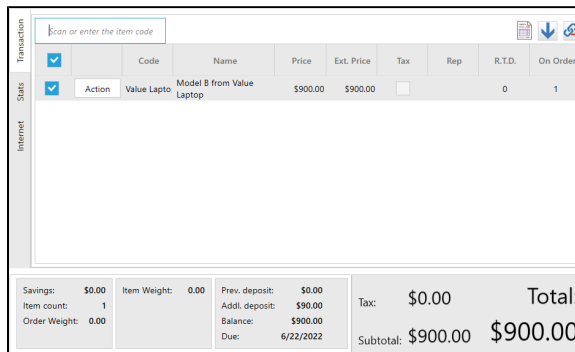 Transaction
Stats
Internet
Scan or enter the item code
Code Name Price Ext. Price Tax Rep R.T.D. On Order
Action Value Lapto Model B from Value Laptop $900.00 $900.00 0 1
Savings: $0.00
Item count: 1
Order Weight: 0.00
Item Weight: 0.00
Prev. deposit: $0.00
Addl. deposit: $90.00
Balance: $900.00
Due: 6/22/2022
Tax: $0.00
Subtotal: $900.00
Total:
$900.00